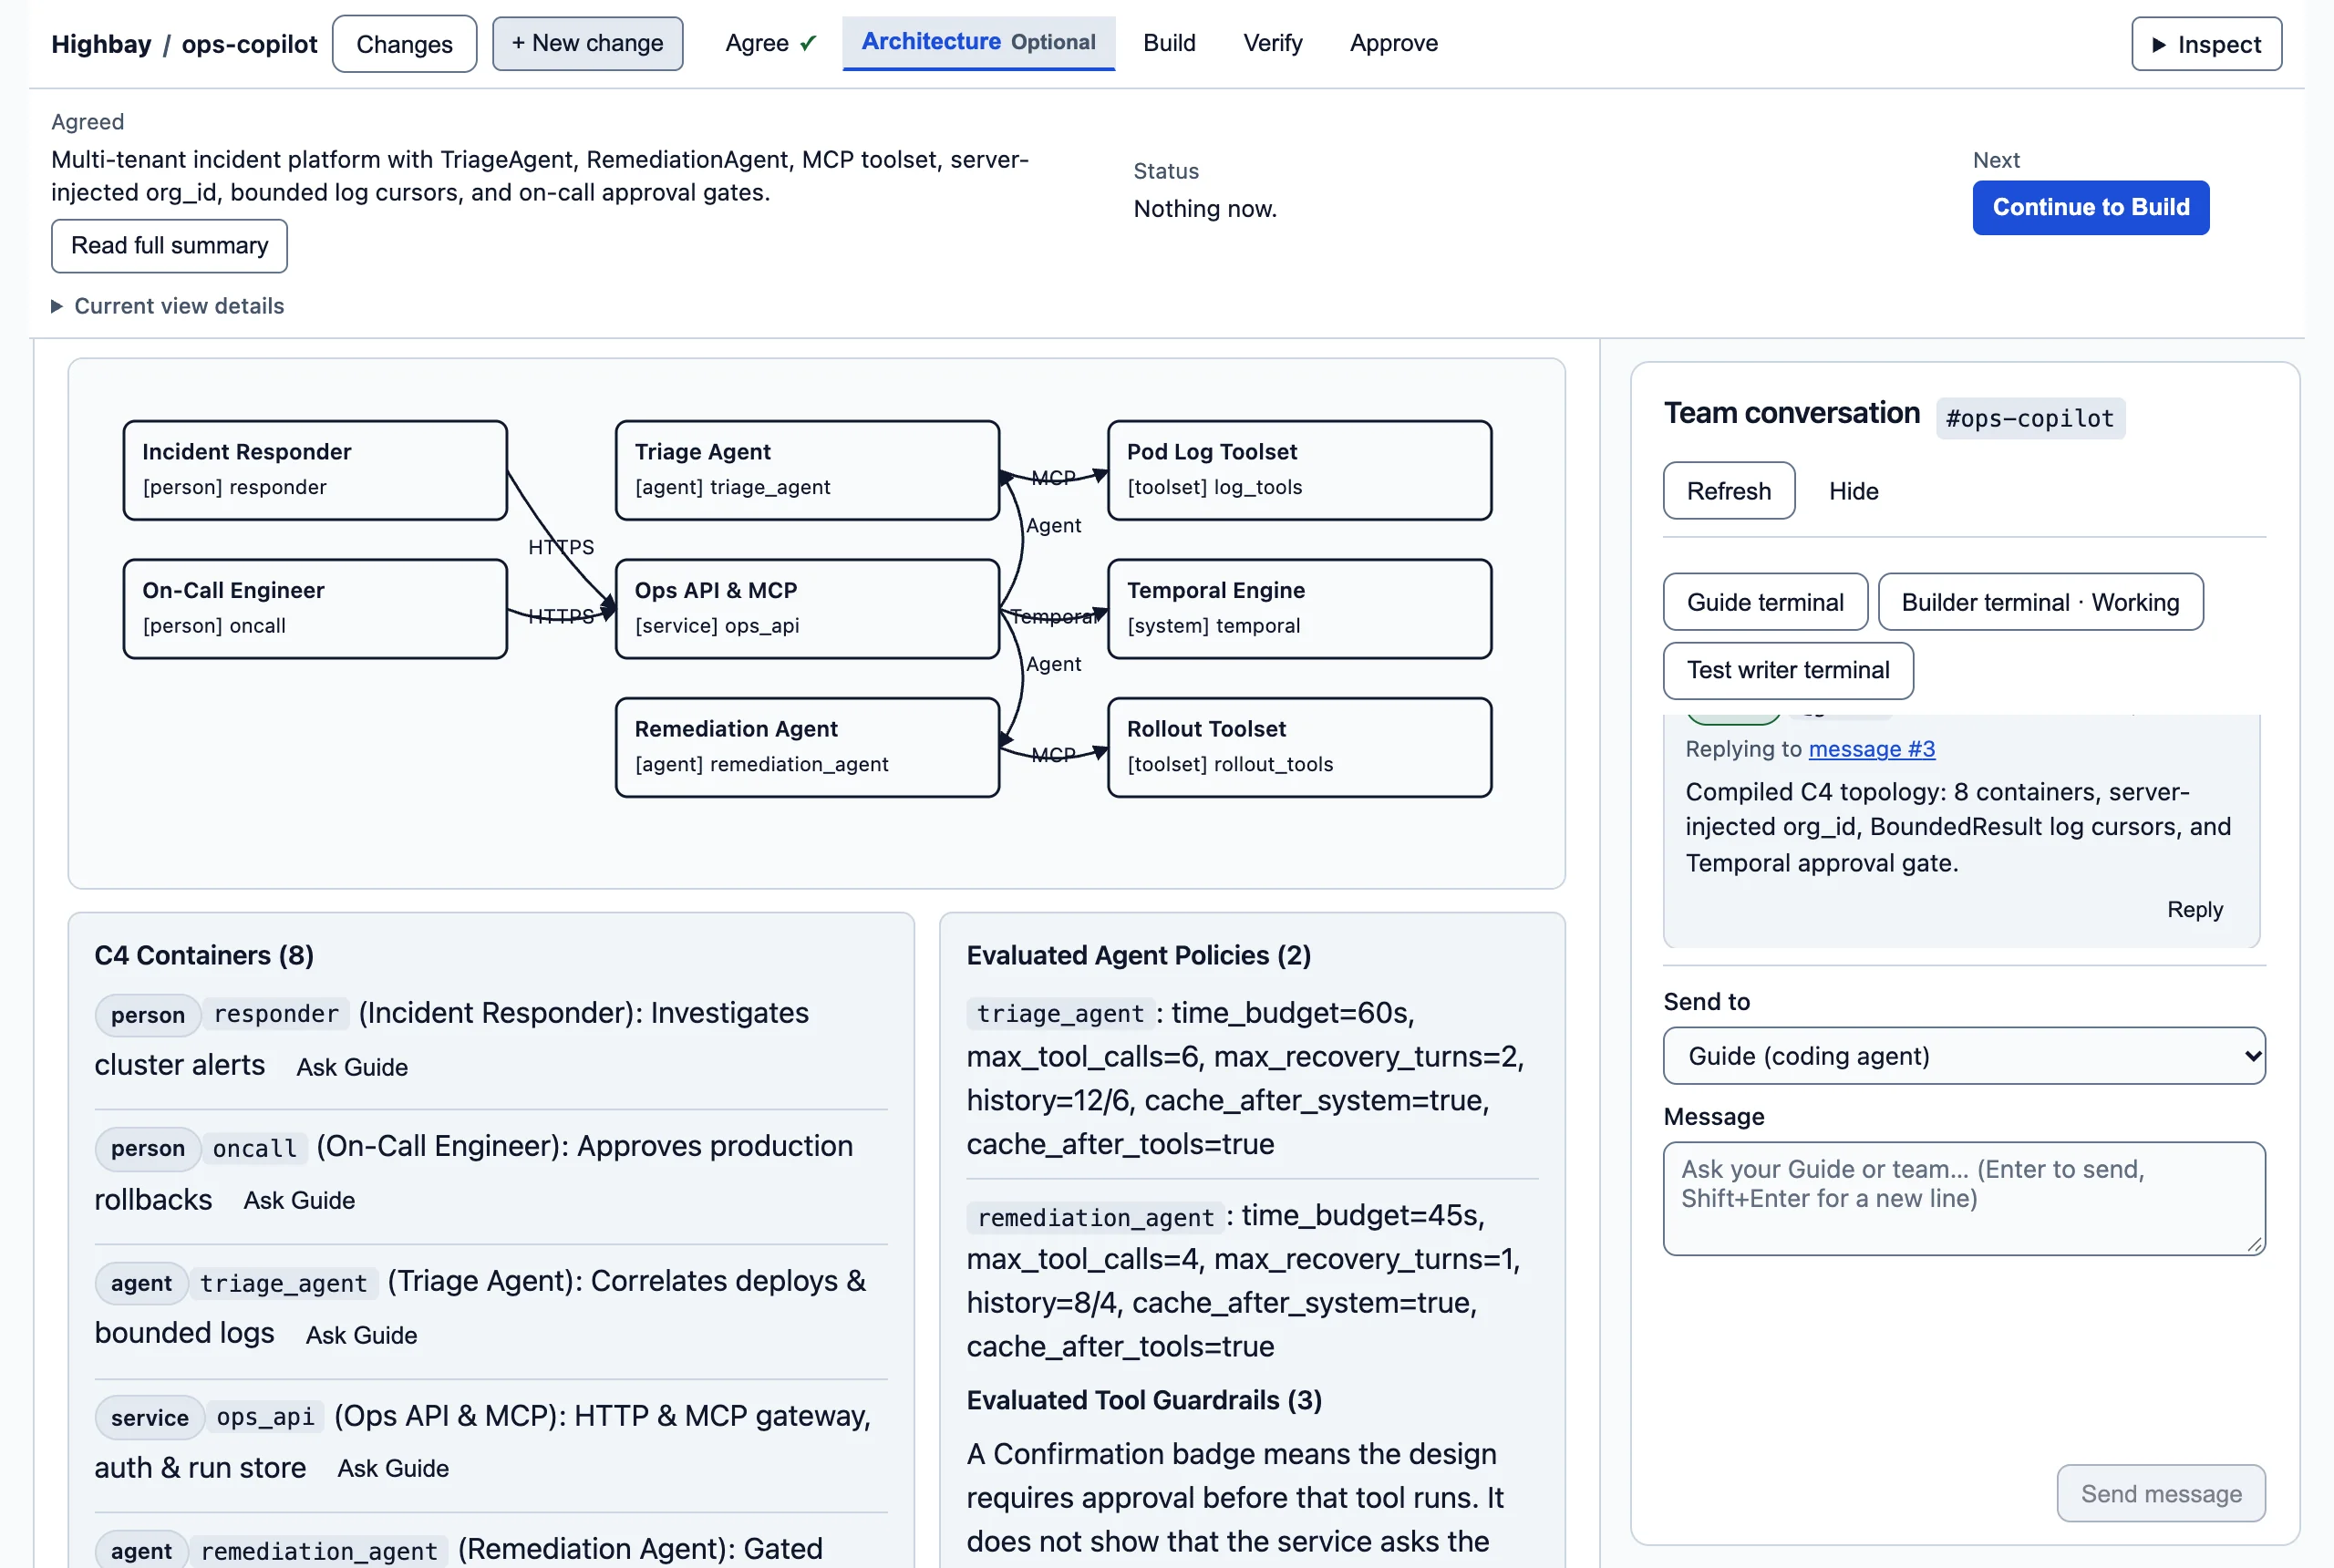 Highbay / ops-copilot
Changes
+ New change
Agree ✓
Architecture Optional
Build
Verify
Approve
▶ Inspect
Agreed
Multi-tenant incident platform with TriageAgent, RemediationAgent, MCP toolset, server-
injected org_id, bounded log cursors, and on-call approval gates.
Read full summary
▶ Current view details
Status
Nothing now.
Next
Continue to Build
Incident Responder
[person] responder
On-Call Engineer
[person] oncall
HTTPS
HTTPS
Triage Agent
[agent] triage_agent
Ops API & MCP
[service] ops_api
Remediation Agent
[agent] remediation_agent
MCP
Agent
Temporal
Agent
MCP
Pod Log Toolset
[toolset] log_tools
Temporal Engine
[system] temporal
Rollout Toolset
[toolset] rollout_tools
C4 Containers (8)
person responder (Incident Responder): Investigates
cluster alerts Ask Guide
person oncall (On-Call Engineer): Approves production
rollbacks Ask Guide
agent triage_agent (Triage Agent): Correlates deploys &
bounded logs Ask Guide
service ops_api (Ops API & MCP): HTTP & MCP gateway,
auth & run store Ask Guide
agent remediation_agent (Remediation Agent): Gated
Evaluated Agent Policies (2)
triage_agent: time_budget=60s,
max_tool_calls=6, max_recovery_turns=2,
history=12/6, cache_after_system=true,
cache_after_tools=true
remediation_agent: time_budget=45s,
max_tool_calls=4, max_recovery_turns=1,
history=8/4, cache_after_system=true,
cache_after_tools=true
Evaluated Tool Guardrails (3)
A Confirmation badge means the design
requires approval before that tool runs. It
does not show that the service asks the
Team conversation #ops-copilot
Refresh
Hide
Guide terminal
Builder terminal · Working
Test writer terminal
Replying to message #3
Compiled C4 topology: 8 containers, server-
injected org_id, BoundedResult log cursors, and
Temporal approval gate.
Reply
Send to
Guide (coding agent)
Message
Ask your Guide or team... (Enter to send,
Shift+Enter for a new line)
Send message